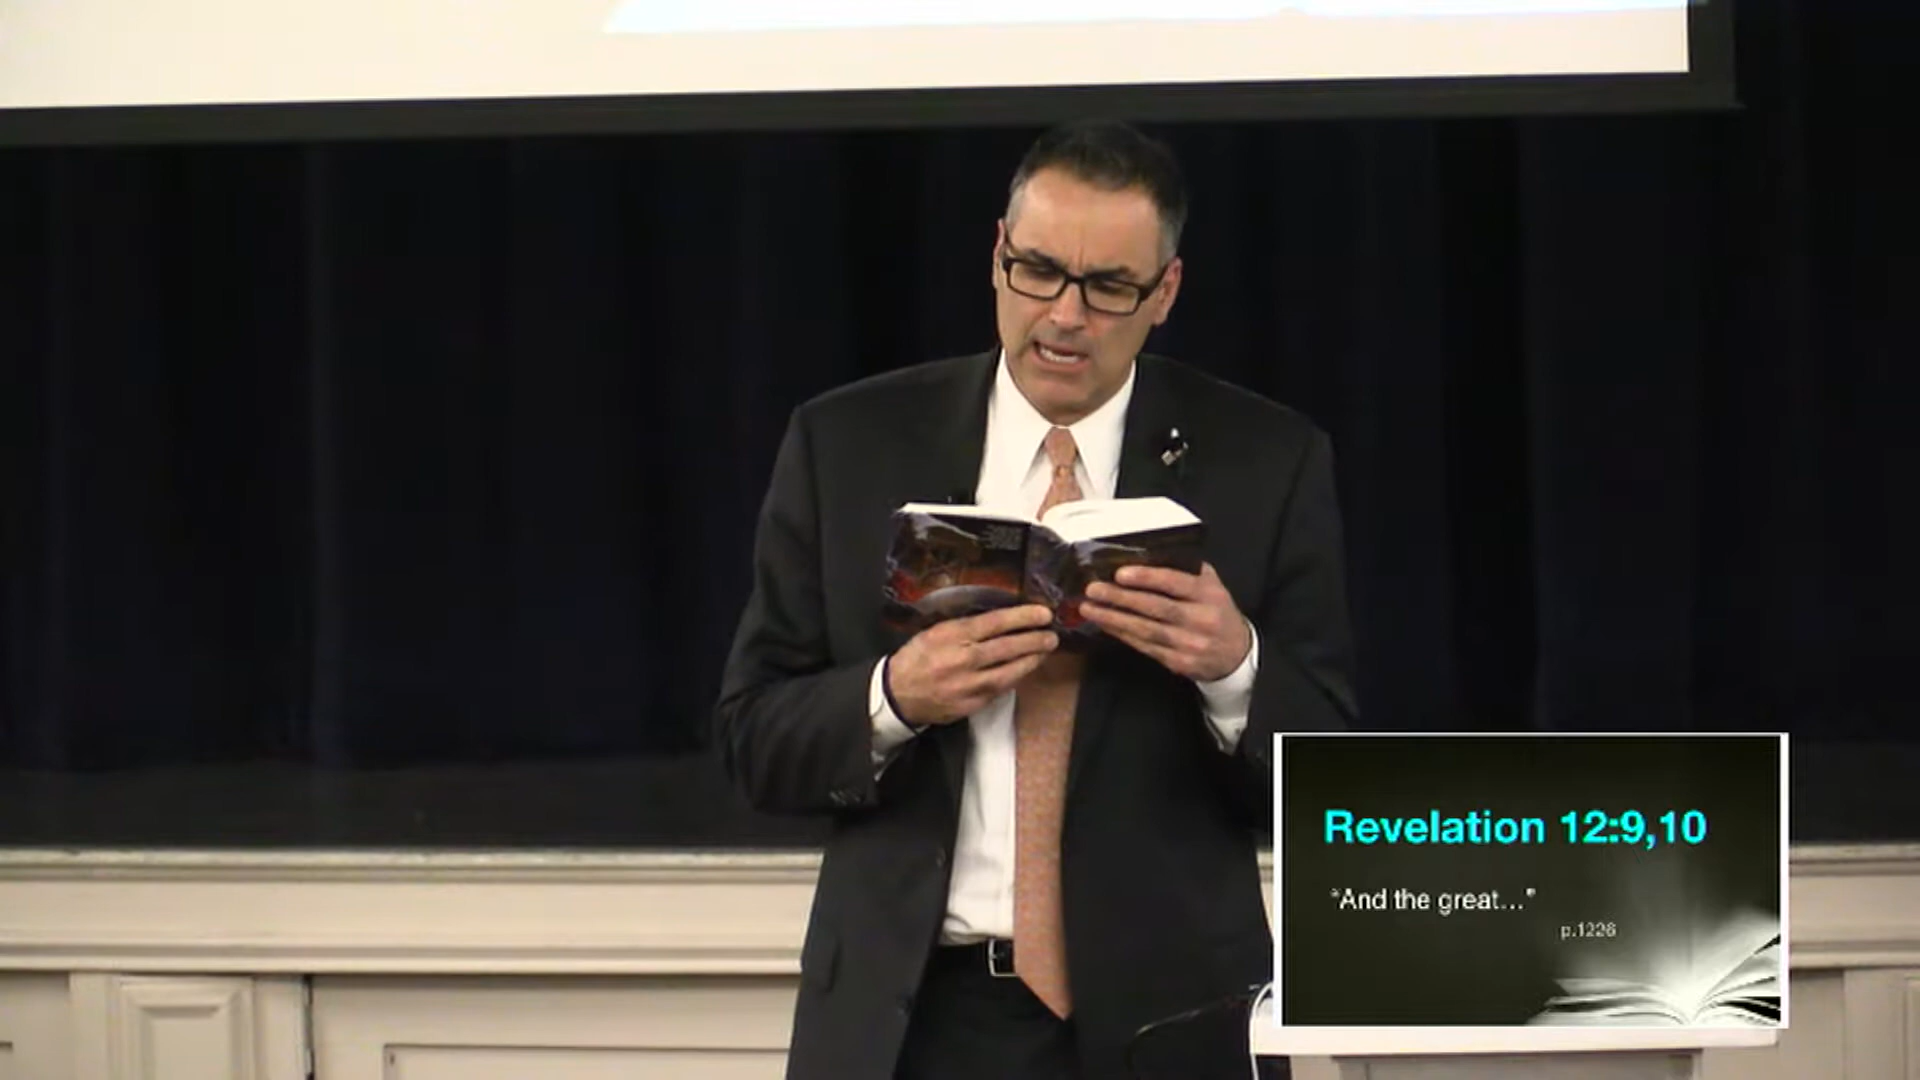 Revelation 12:9,10
"And the great..."
p.1226